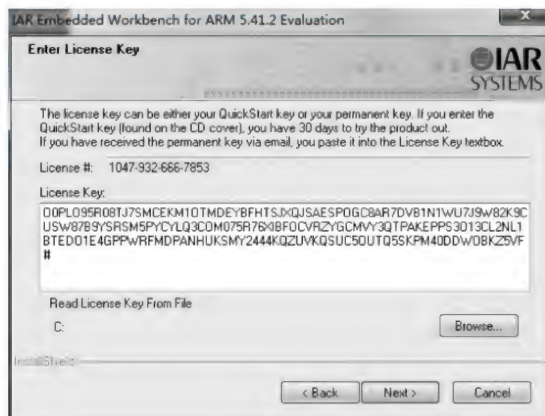 IAR Embedded Workbench for ARM 5.41.2 Evaluation
Enter License Key
IAR
SYSTEMS
The license key can be either your QuickStart key or your permanent key. If you enter the
QuickStart key (found on the CD cover), you have 30 days to try the product out.
If you have received the permanent key via email, you paste it into the License Key textbox.
License #: 1047-932-666-7853
License Key:
#
Read License Key From File
C:
Browse...
InstallShield
< Back Next > Cancel